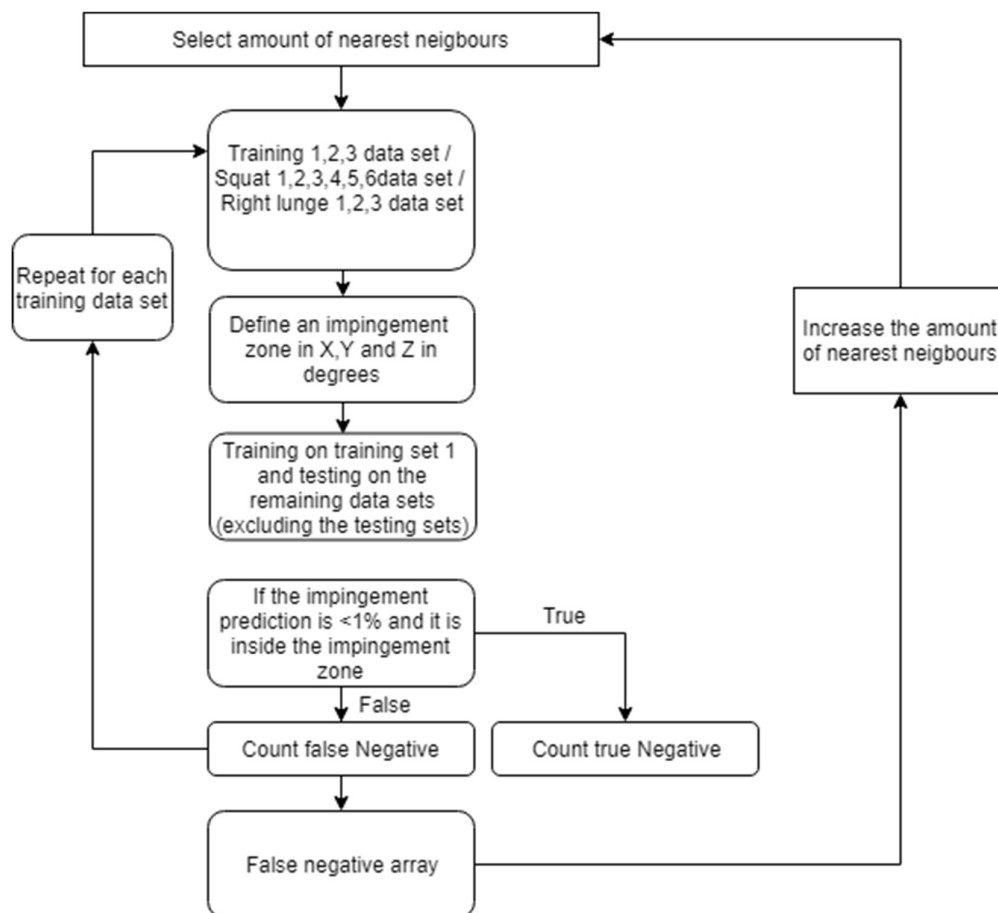 Select amount of nearest neigbours
Training 1,2,3 data set /
Squat 1,2,3,4,5,6data set /
Right lunge 1,2,3 data set
Repeat for each
training data set
Define an impingement
zone in X,Y and Z in
degrees
Increase the amount
of nearest neigbours
Training on training set 1
and testing on the
remaining data sets
(excluding the testing sets)
If the impingement
prediction is <1% and it is
inside the impingement
zone
True
False
Count false Negative
Count true Negative
False negative array